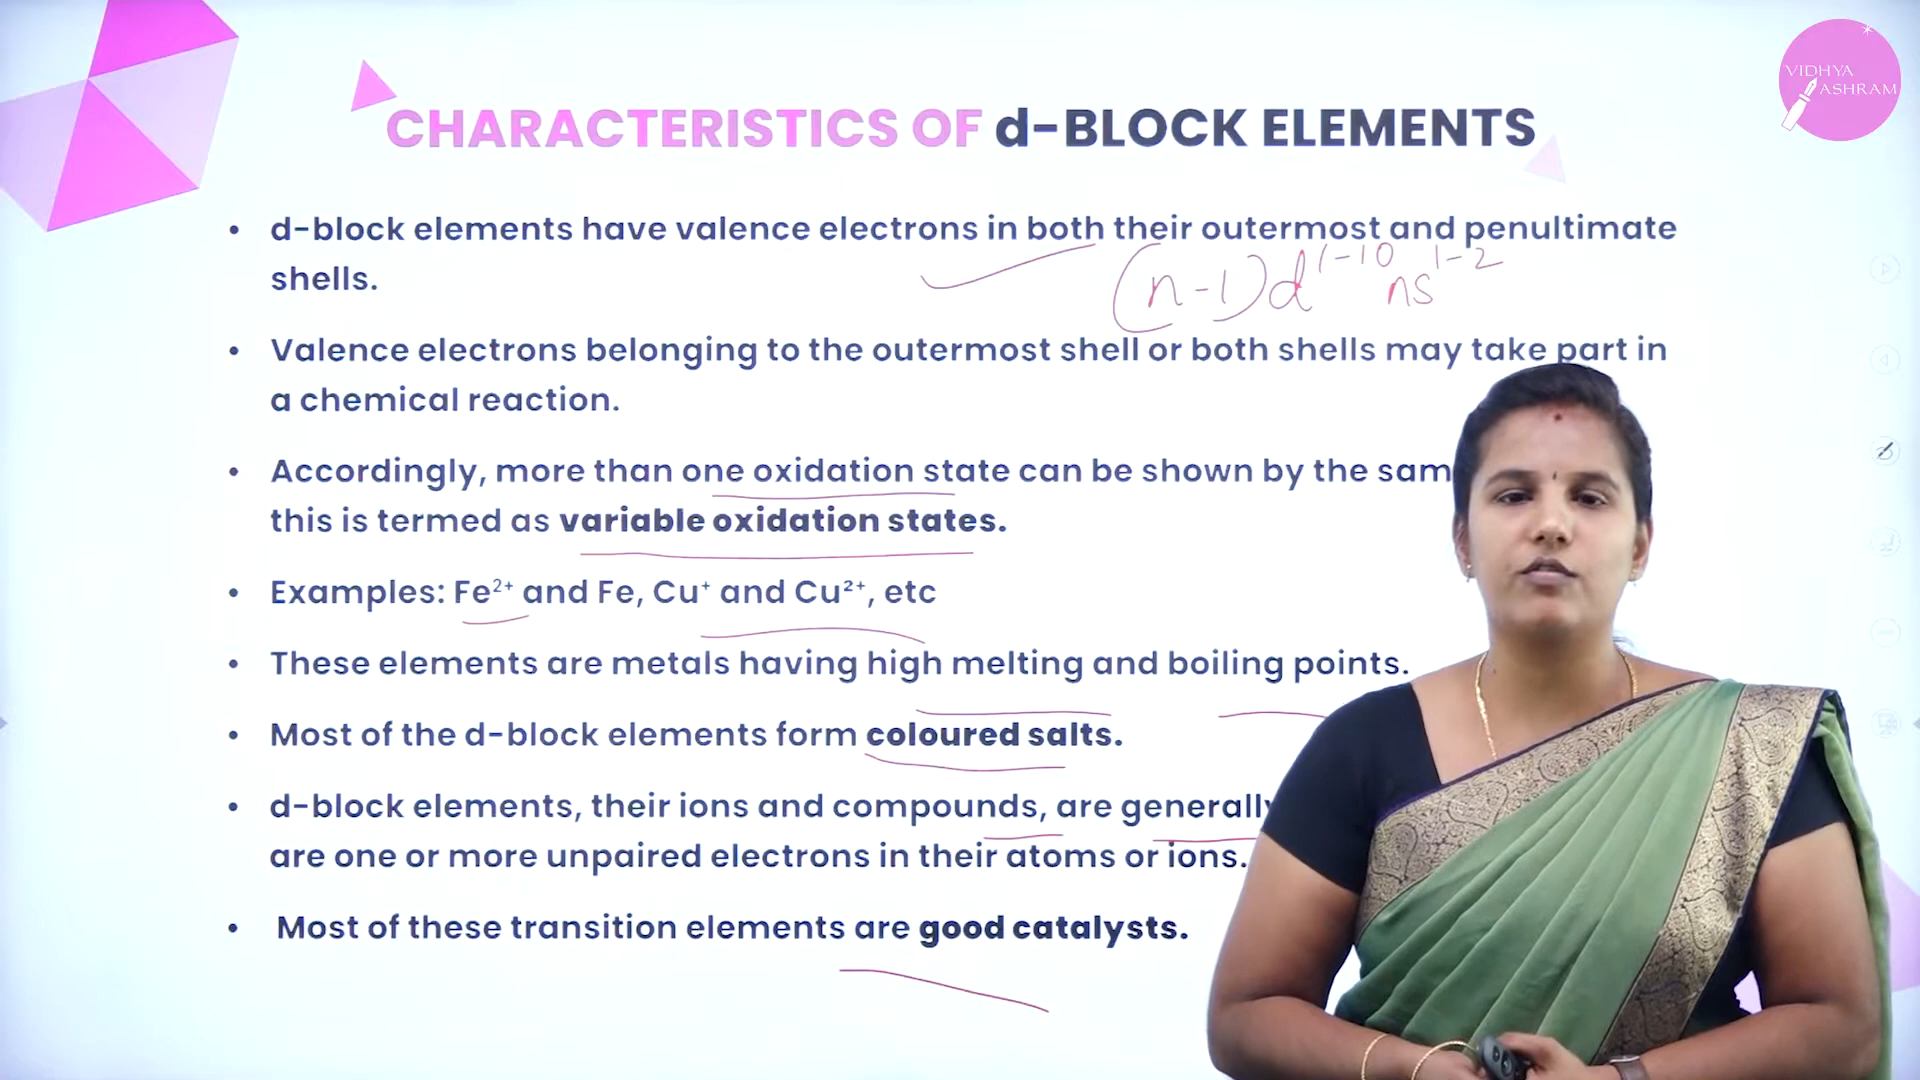 VIDHYA
ASHRAM
CHARACTERISTICS OF d-BLOCK ELEMENTS
• d-block elements have valence electrons in both their outermost and penultimate
shells.
(n-1)d¹⁻¹⁰ ns¹⁻²
• Valence electrons belonging to the outermost shell or both shells may take part in
a chemical reaction.
• Accordingly, more than one oxidation state can be shown by the sam
this is termed as variable oxidation states.
• Examples: Fe²⁺ and Fe, Cu⁺ and Cu²⁺, etc
• These elements are metals having high melting and boiling points.
• Most of the d-block elements form coloured salts.
• d-block elements, their ions and compounds, are generally
are one or more unpaired electrons in their atoms or ions.
• Most of these transition elements are good catalysts.